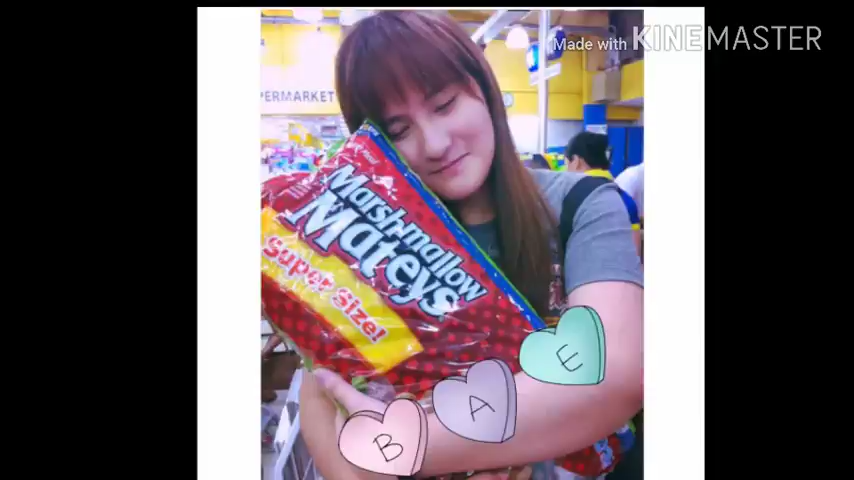 Made with KINEMASTER
PERMARKET
Marshmallow
Mateys
Super Size!
B A E